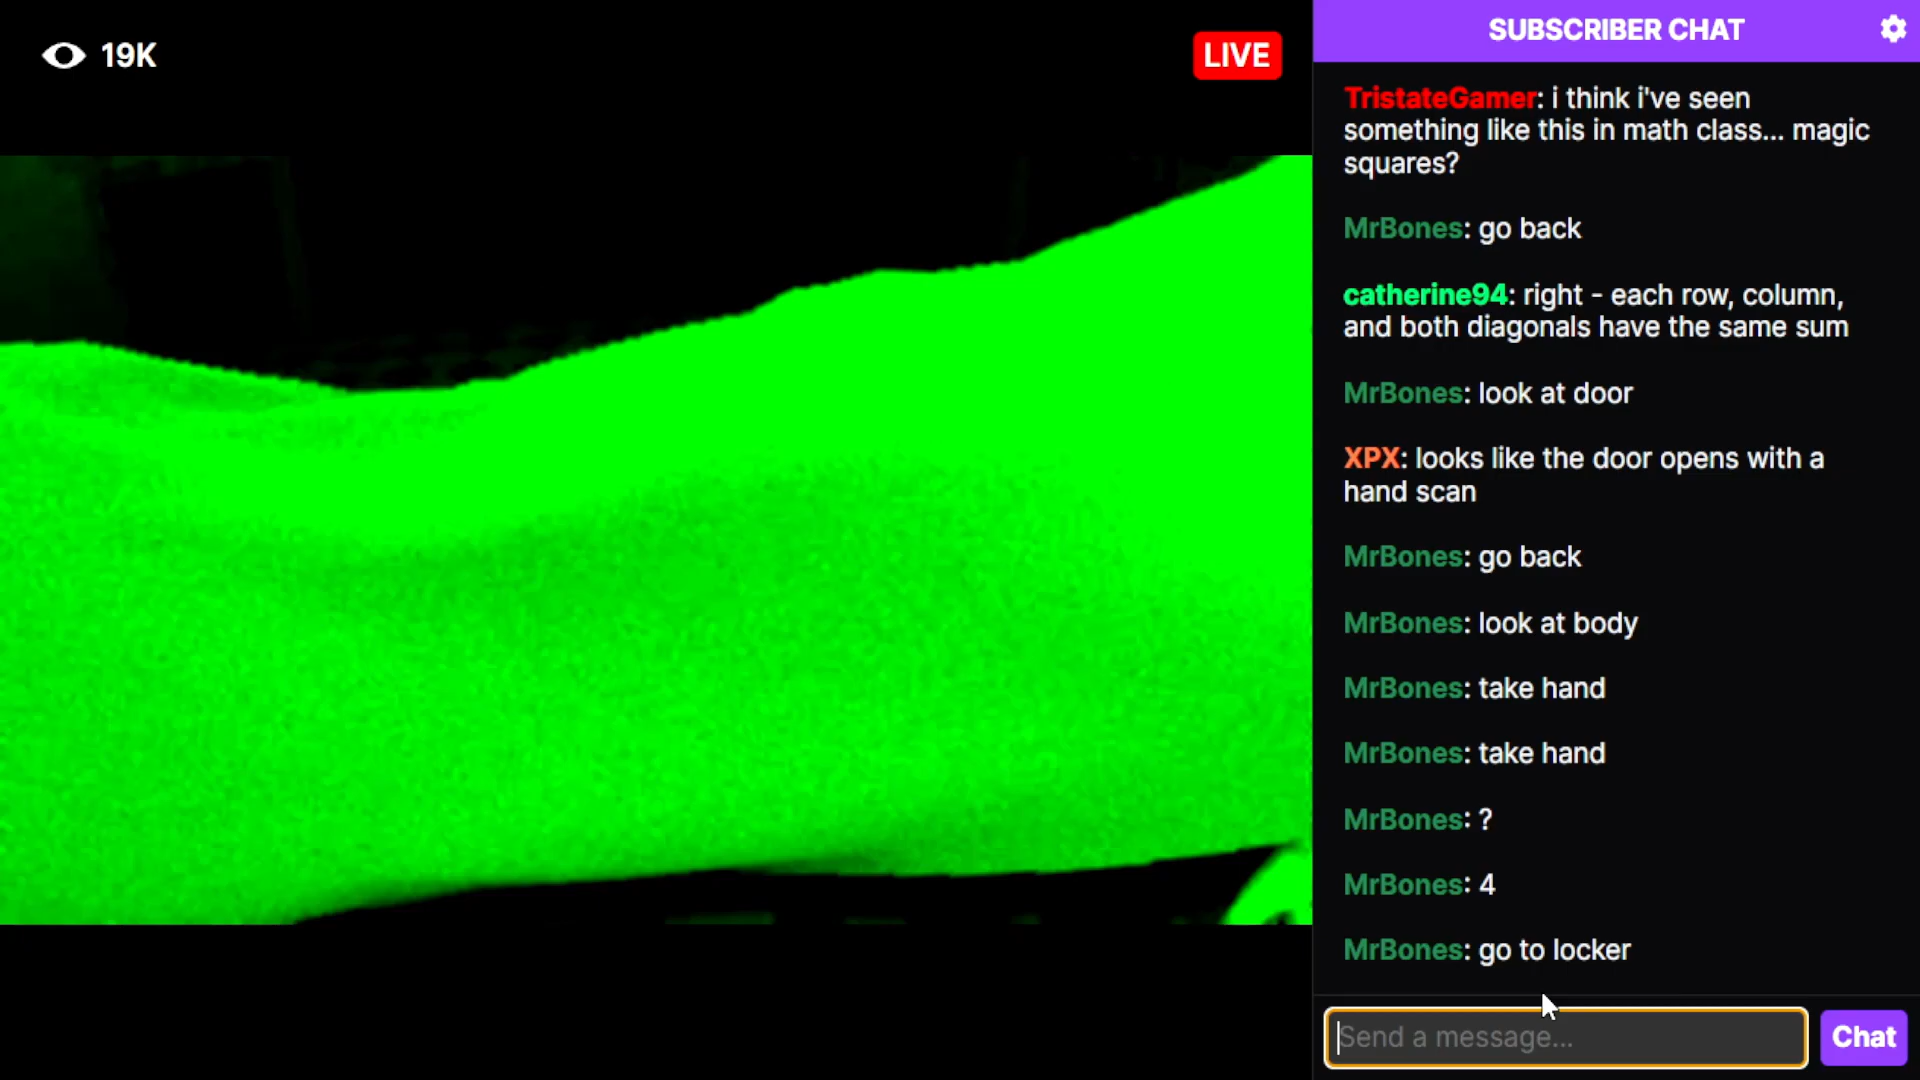 19K
LIVE
SUBSCRIBER CHAT
TristateGamer: i think i've seen
something like this in math class... magic
squares?
MrBones: go back
catherine94: right - each row, column,
and both diagonals have the same sum
MrBones: look at door
XPX: looks like the door opens with a
hand scan
MrBones: go back
MrBones: look at body
MrBones: take hand
MrBones: take hand
MrBones: ?
MrBones: 4
MrBones: go to locker
Send a message...
Chat